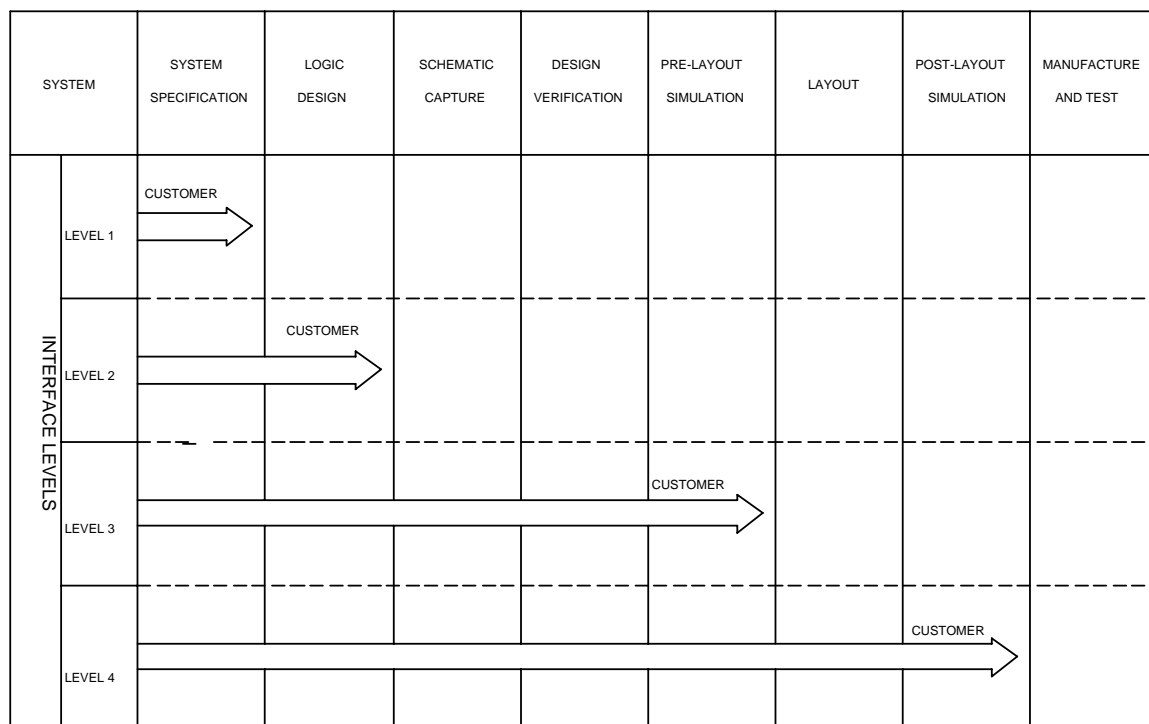 SYSTEM
SYSTEM
SPECIFICATION
LOGIC
DESIGN
SCHEMATIC
CAPTURE
DESIGN
VERIFICATION
PRE-LAYOUT
SIMULATION
LAYOUT
POST-LAYOUT
SIMULATION
MANUFACTURE
AND TEST
INTERFACE LEVELS
LEVEL 1
CUSTOMER
LEVEL 2
CUSTOMER
LEVEL 3
CUSTOMER
LEVEL 4
CUSTOMER